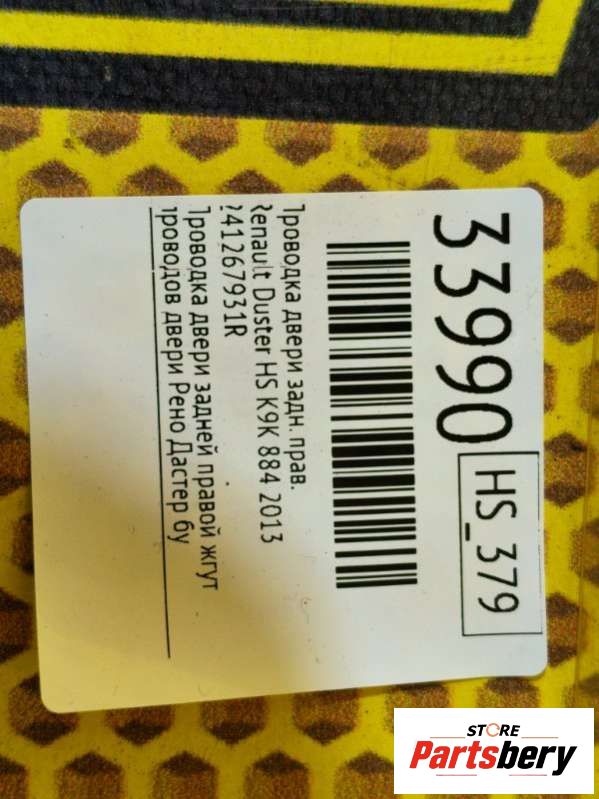 33990 HS_379
Проводка двери задн. прав.
Renault Duster HS K9K 884 2013
241267931R
Проводка двери задней правой жгут
проводов двери Рено Дастер бу
STORE
Partsbery